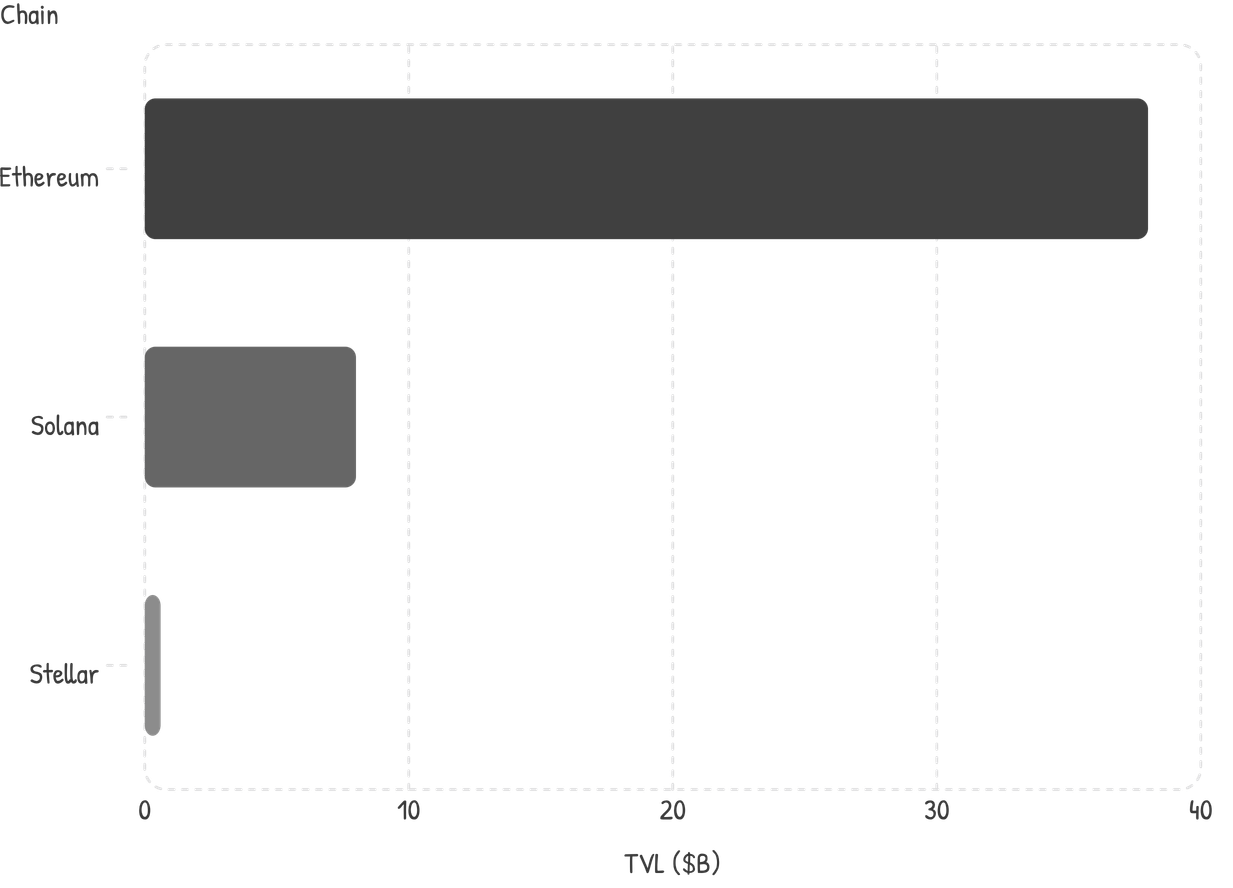 Chain
Ethereum
Solana
Stellar
0 10 20 30 40
TVL ($B)